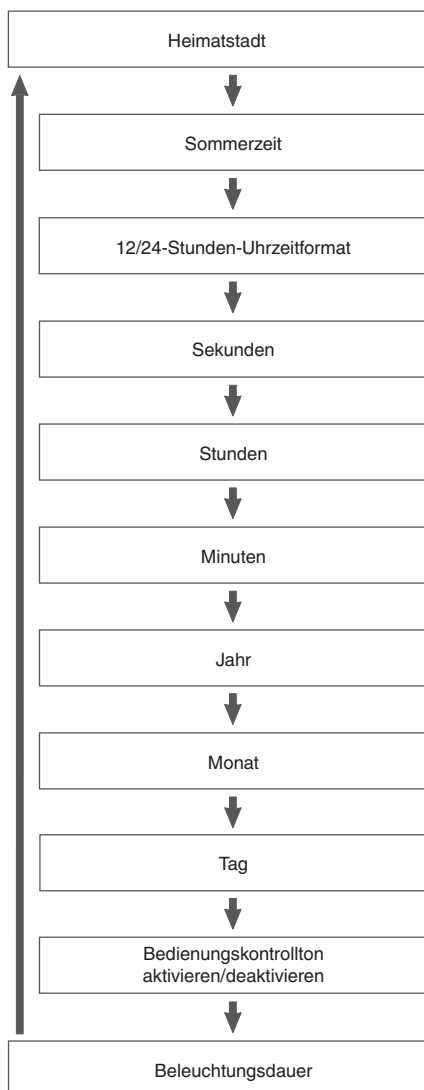 Heimatstadt
Sommerzeit
12/24-Stunden-Uhrzeitformat
Sekunden
Stunden
Minuten
Jahr
Monat
Tag
Bedienungskontrollton
aktivieren/deaktivieren
Beleuchtungsdauer